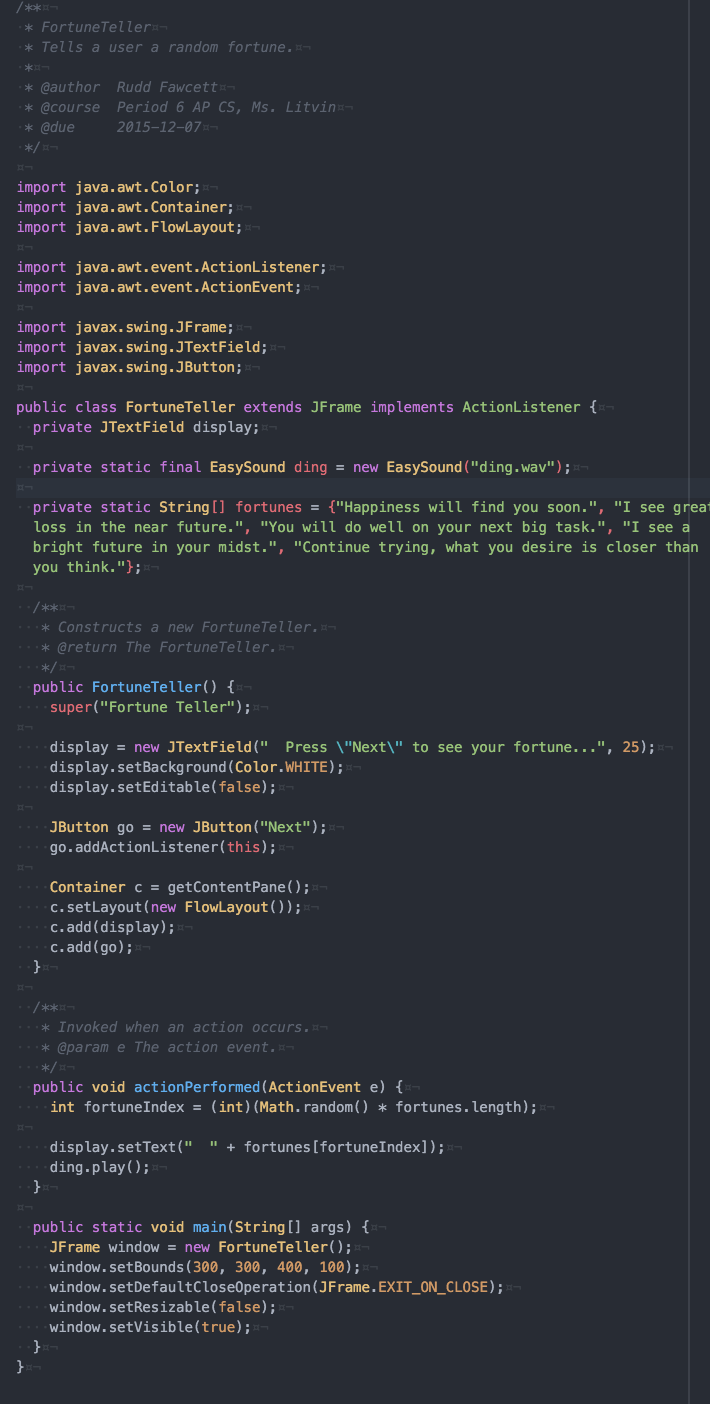 /**
 * FortuneTeller
 * Tells a user a random fortune.
 *
 * @author  Rudd Fawcett
 * @course  Period 6 AP CS, Ms. Litvin
 * @due     2015-12-07
 */

import java.awt.Color;
import java.awt.Container;
import java.awt.FlowLayout;

import java.awt.event.ActionListener;
import java.awt.event.ActionEvent;

import javax.swing.JFrame;
import javax.swing.JTextField;
import javax.swing.JButton;

public class FortuneTeller extends JFrame implements ActionListener {
  private JTextField display;

  private static final EasySound ding = new EasySound("ding.wav");

  private static String[] fortunes = {"Happiness will find you soon.", "I see great
  loss in the near future.", "You will do well on your next big task.", "I see a
  bright future in your midst.", "Continue trying, what you desire is closer than
  you think."};

  /**
   * Constructs a new FortuneTeller.
   * @return The FortuneTeller.
   */
  public FortuneTeller() {
    super("Fortune Teller");

    display = new JTextField("  Press \"Next\" to see your fortune...", 25);
    display.setBackground(Color.WHITE);
    display.setEditable(false);

    JButton go = new JButton("Next");
    go.addActionListener(this);

    Container c = getContentPane();
    c.setLayout(new FlowLayout());
    c.add(display);
    c.add(go);
  }

  /**
   * Invoked when an action occurs.
   * @param e The action event.
   */
  public void actionPerformed(ActionEvent e) {
    int fortuneIndex = (int)(Math.random() * fortunes.length);

    display.setText("  " + fortunes[fortuneIndex]);
    ding.play();
  }

  public static void main(String[] args) {
    JFrame window = new FortuneTeller();
    window.setBounds(300, 300, 400, 100);
    window.setDefaultCloseOperation(JFrame.EXIT_ON_CLOSE);
    window.setResizable(false);
    window.setVisible(true);
  }
}